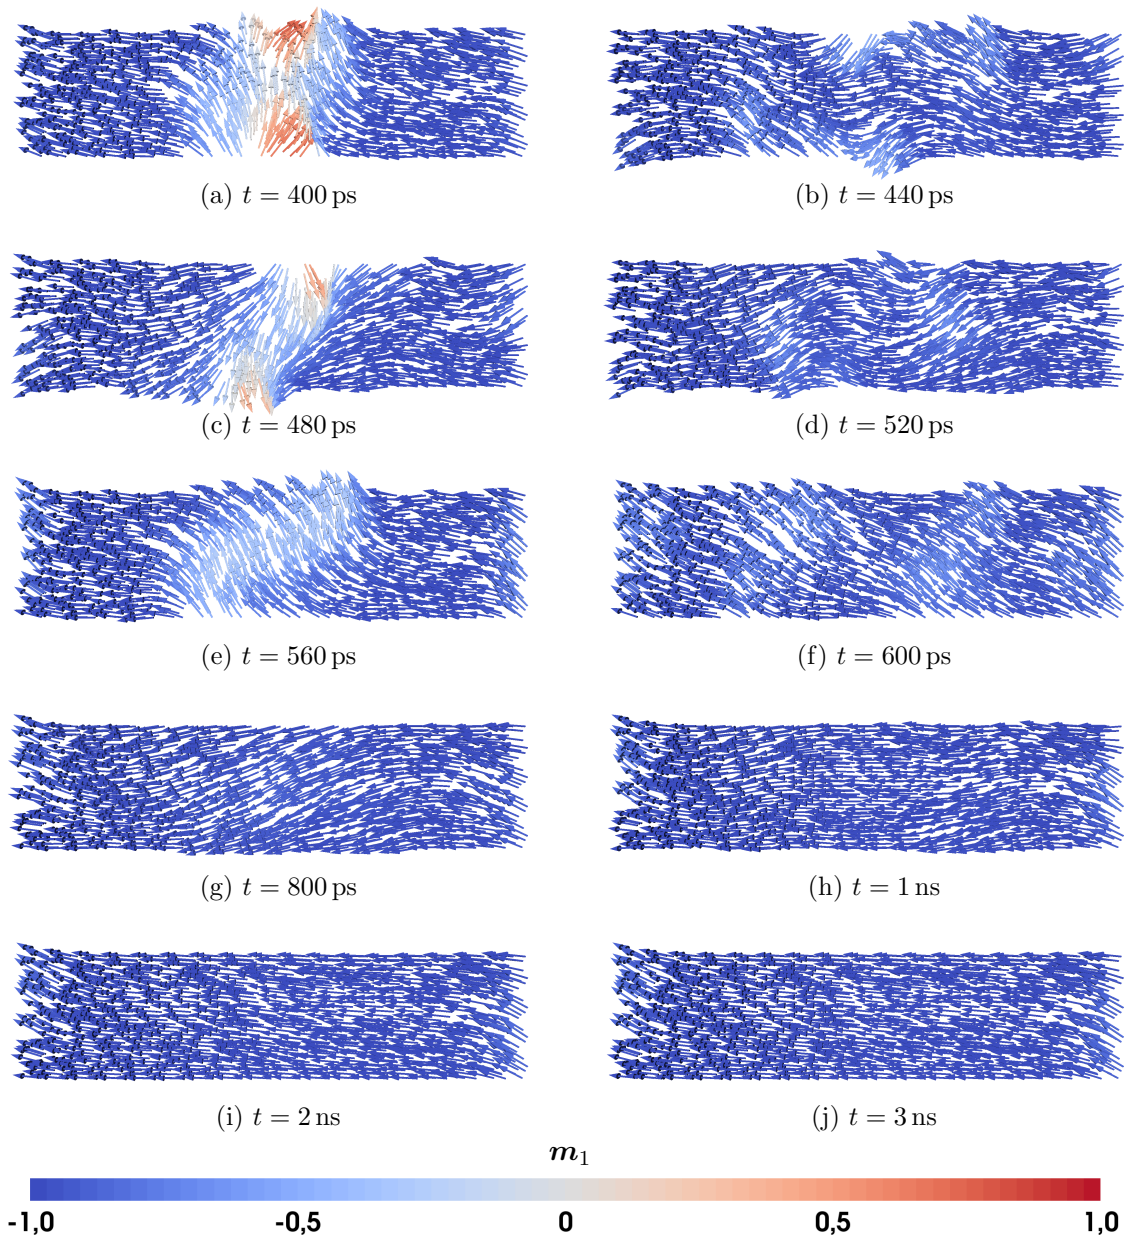 (a) t = 400 ps
(b) t = 440 ps
(c) t = 480 ps
(d) t = 520 ps
(e) t = 560 ps
(f) t = 600 ps
(g) t = 800 ps
(h) t = 1 ns
(i) t = 2 ns
(j) t = 3 ns
m₁
-1,0 -0,5 0 0,5 1,0